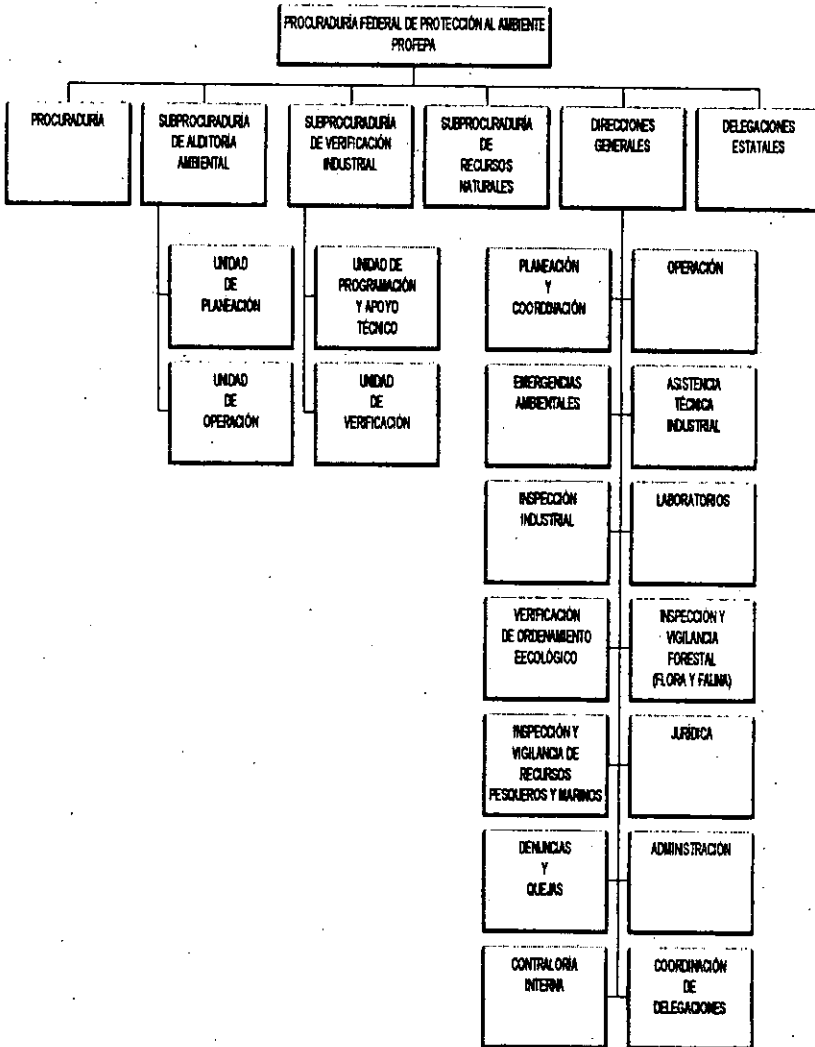 PROCURADURÍA FEDERAL DE PROTECCIÓN AL AMBIENTE
PROFEPA
PROCURADURÍA
SUBPROCURADURÍA
DE AUDITORÍA
AMBIENTAL
SUBPROCURADURÍA
DE VERIFICACIÓN
INDUSTRIAL
SUBPROCURADURÍA
DE
RECURSOS
NATURALES
DIRECCIONES
GENERALES
DELEGACIONES
ESTATALES
UNIDAD
DE
PLANEACIÓN
UNIDAD DE
PROGRAMACIÓN
Y APOYO
TÉCNICO
PLANEACIÓN
Y
COORDINACIÓN
OPERACIÓN
UNIDAD
DE
OPERACIÓN
UNIDAD
DE
VERIFICACIÓN
EMERGENCIAS
AMBIENTALES
ASISTENCIA
TÉCNICA
INDUSTRIAL
INSPECCIÓN
INDUSTRIAL
LABORATORIOS
VERIFICACIÓN
DE ORDENAMIENTO
EECOLÓGICO
INSPECCIÓN Y
VIGILANCIA
FORESTAL
(FLORA Y FAUNA)
INSPECCIÓN Y
VIGILANCIA DE
RECURSOS
PESQUEROS Y MARINOS
JURÍDICA
DENUNCIAS
Y
QUEJAS
ADMINISTRACIÓN
CONTRALORÍA
INTERNA
COORDINACIÓN
DE
DELEGACIONES